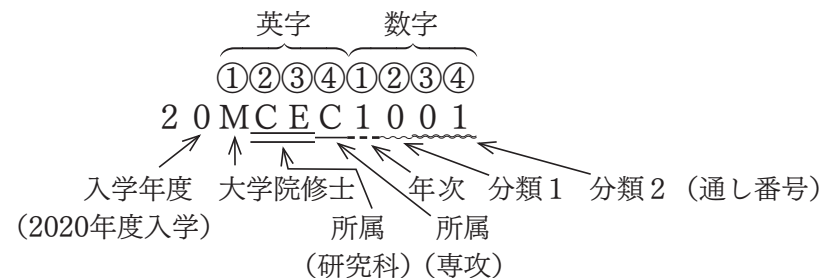 英字 数字
①②③④①②③④
20MCEC1001
入学年度 大学院修士 年次 分類1 分類2（通し番号）
（2020年度入学） 所属 所属
（研究科）（専攻）